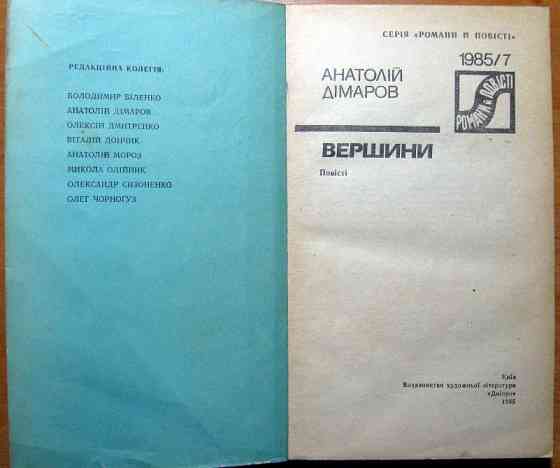 РЕДАКЦІЙНА КОЛЕГІЯ:
ВОЛОДИМИР БІЛЕНКО
АНАТОЛІЙ ДІМАРОВ
ОЛЕКСІЙ ДМИТРЕНКО
ВІТАЛІЙ ДОНЧИК
АНАТОЛІЙ МОРОЗ
МИКОЛА ОЛІЙНИК
ОЛЕКСАНДР СИЗОНЕНКО
ОЛЕГ ЧОРНОГУЗ
СЕРІЯ «РОМАНИ Й ПОВІСТІ»
1985/7
АНАТОЛІЙ
ДІМАРОВ
РОМАНИ Й ПОВІСТІ
ВЕРШИНИ
Повісті
Київ
Видавництво художньої літератури
«Дніпро»
1985